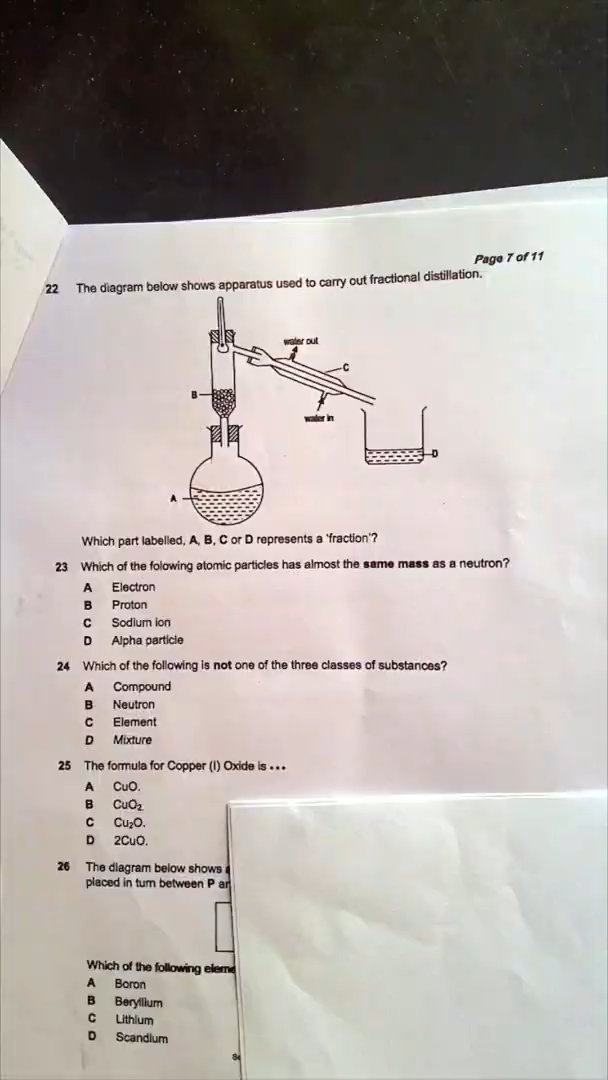 Page 7 of 11
22 The diagram below shows apparatus used to carry out fractional distillation.
water out
C
B
water in
D
A
Which part labelled, A, B, C or D represents a 'fraction'?
23 Which of the folowing atomic particles has almost the same mass as a neutron?
A Electron
B Proton
C Sodium ion
D Alpha particle
24 Which of the following is not one of the three classes of substances?
A Compound
B Neutron
C Element
D Mixture
25 The formula for Copper (I) Oxide is ...
A CuO.
B CuO₂
C Cu₂O.
D 2CuO.
26 The diagram below shows
placed in turn between P
Which of the following
A Boron
B Beryllium
C Lithium
D Scandium